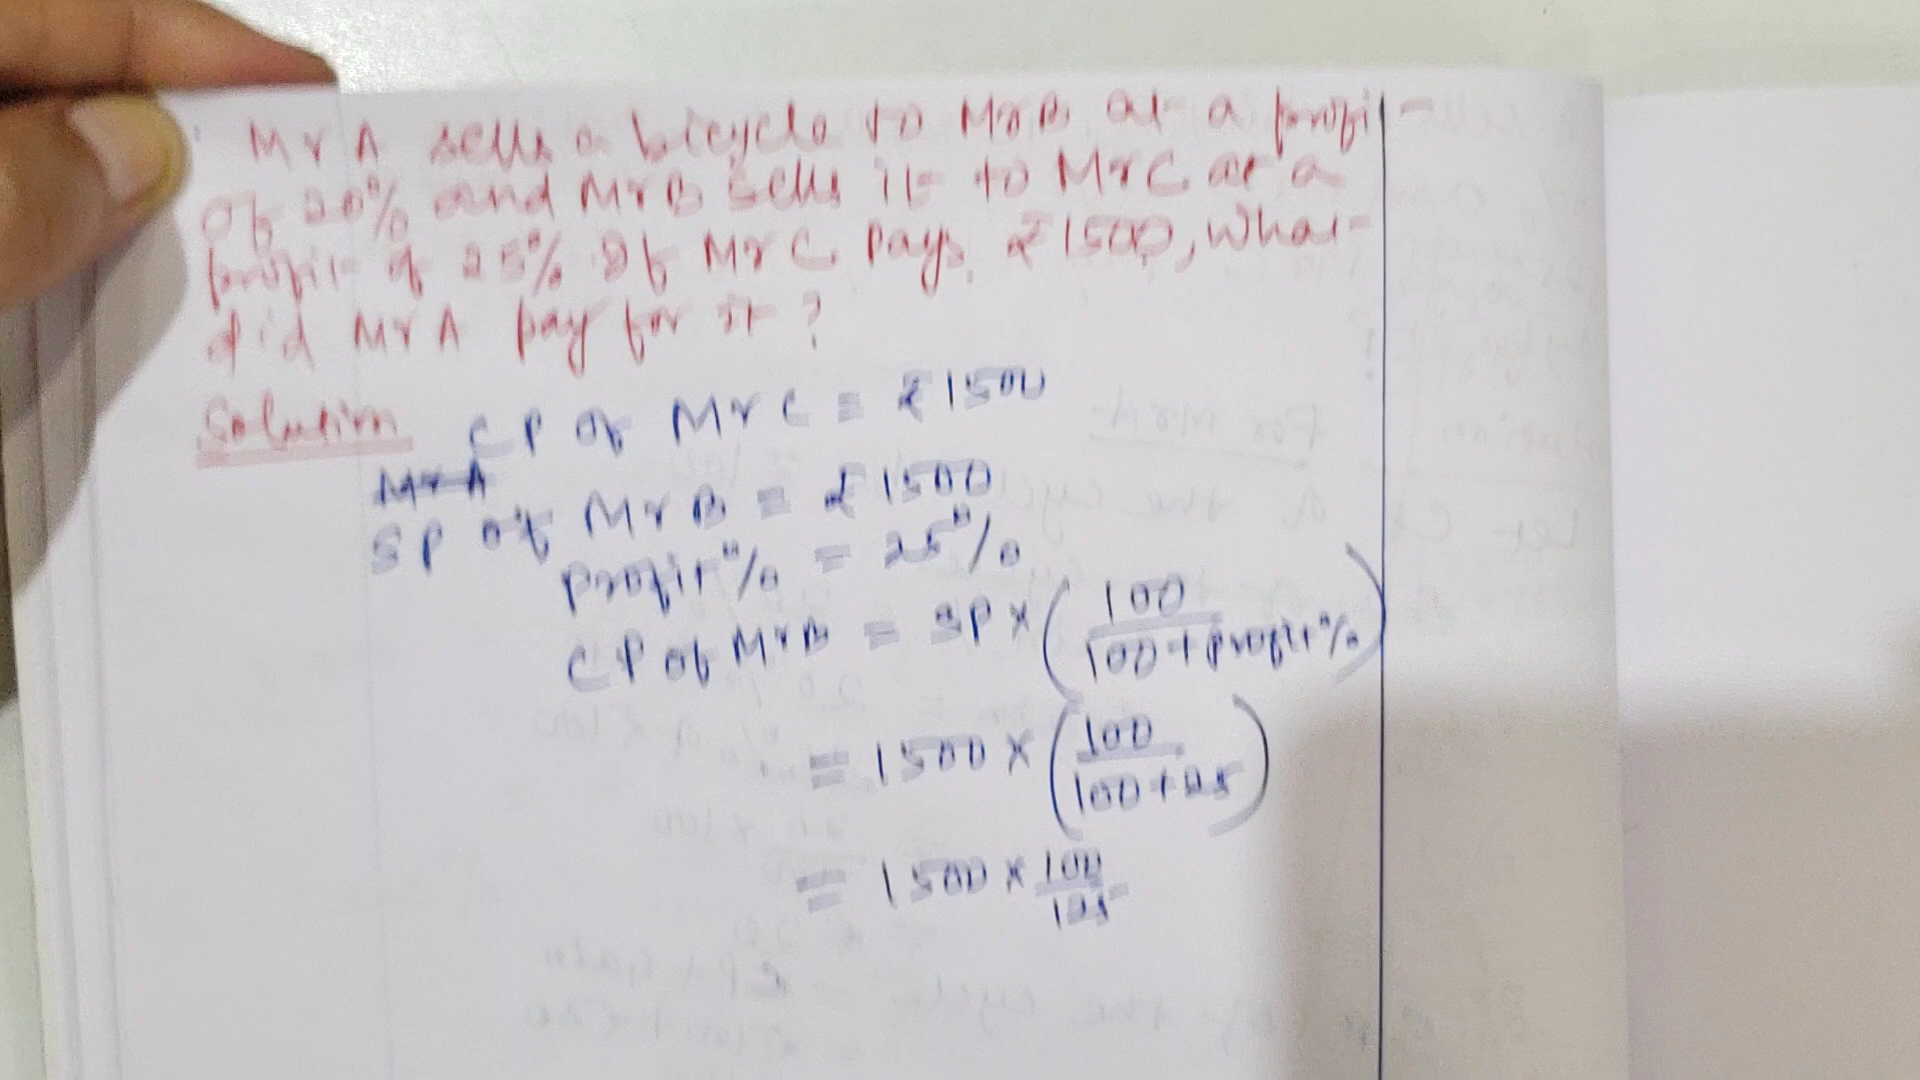 Mr A sells a bicycle to Mr B at a profit
of 20% and Mr B sells it to Mr C at a
profit of 25% If Mr C pays ₹1500, what
did Mr A pay for it ?
Solution CP of Mr C = ₹1500
Mr A
SP of Mr B = ₹1500
Profit% = 25%
CP of Mr B = SP × (100 / 100 + profit%)
= 1500 × (100 / 100+25)
= 1500 × 100/125